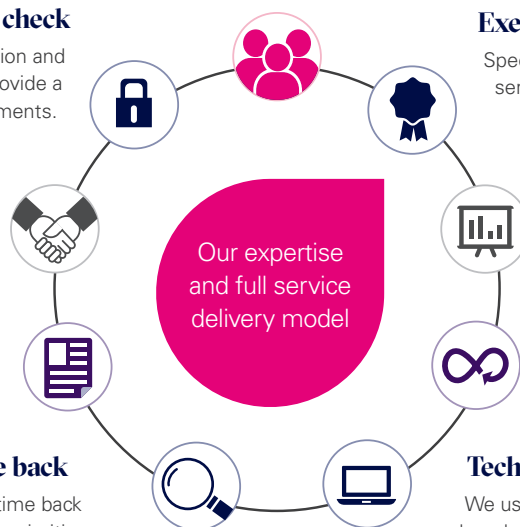 check
Exe
ion and
ovide a
ments.
Spec
ser
Our expertise
and full service
delivery model
e back
time back
Tech
We us